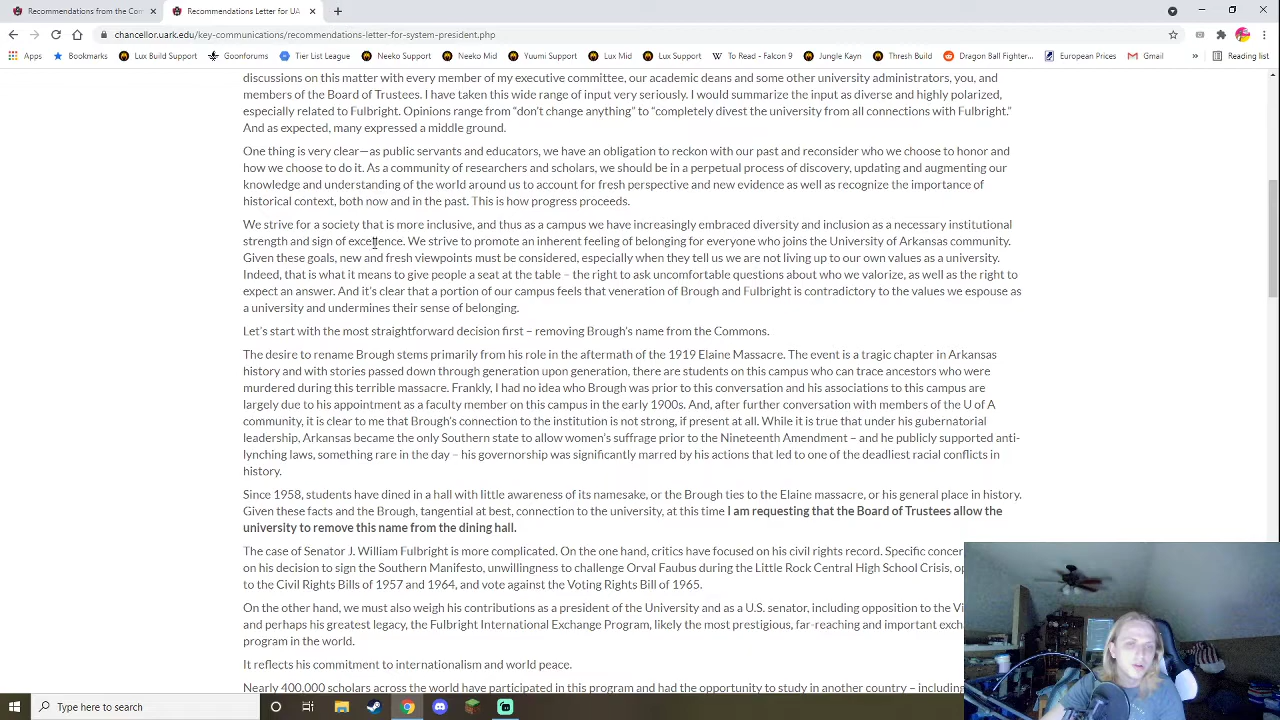 Recommendations from the Com
Recommendations Letter for UA
chancellor.uark.edu/key-communications/recommendations-letter-for-system-president.php
Apps Bookmarks Lux Build Support Goonforums Tier List League Neeko Support Neeko Mid Yuumi Support Lux Mid Lux Support To Read - Falcon 9 Jungle Kayn Thresh Build Dragon Ball Fighter... European Prices Gmail » Reading list
discussions on this matter with every member of my executive committee, our academic deans and some other university administrators, you, and
members of the Board of Trustees. I have taken this wide range of input very seriously. I would summarize the input as diverse and highly polarized,
especially related to Fulbright. Opinions range from “don’t change anything” to “completely divest the university from all connections with Fulbright.”
And as expected, many expressed a middle ground.
One thing is very clear—as public servants and educators, we have an obligation to reckon with our past and reconsider who we choose to honor and
how we choose to do it. As a community of researchers and scholars, we should be in a perpetual process of discovery, updating and augmenting our
knowledge and understanding of the world around us to account for fresh perspective and new evidence as well as recognize the importance of
historical context, both now and in the past. This is how progress proceeds.
We strive for a society that is more inclusive, and thus as a campus we have increasingly embraced diversity and inclusion as a necessary institutional
strength and sign of excellence. We strive to promote an inherent feeling of belonging for everyone who joins the University of Arkansas community.
Given these goals, new and fresh viewpoints must be considered, especially when they tell us we are not living up to our own values as a university.
Indeed, that is what it means to give people a seat at the table – the right to ask uncomfortable questions about who we valorize, as well as the right to
expect an answer. And it’s clear that a portion of our campus feels that veneration of Brough and Fulbright is contradictory to the values we espouse as
a university and undermines their sense of belonging.
Let’s start with the most straightforward decision first – removing Brough’s name from the Commons.
The desire to rename Brough stems primarily from his role in the aftermath of the 1919 Elaine Massacre. The event is a tragic chapter in Arkansas
history and with stories passed down through generation upon generation, there are students on this campus who can trace ancestors who were
murdered during this terrible massacre. Frankly, I had no idea who Brough was prior to this conversation and his associations to this campus are
largely due to his appointment as a faculty member on this campus in the early 1900s. And, after further conversation with members of the U of A
community, it is clear to me that Brough’s connection to the institution is not strong, if present at all. While it is true that under his gubernatorial
leadership, Arkansas became the only Southern state to allow women’s suffrage prior to the Nineteenth Amendment – and he publicly supported anti-
lynching laws, something rare in the day – his governorship was significantly marred by his actions that led to one of the deadliest racial conflicts in
history.
Since 1958, students have dined in a hall with little awareness of its namesake, or the Brough ties to the Elaine massacre, or his general place in history.
Given these facts and the Brough, tangential at best, connection to the university, at this time I am requesting that the Board of Trustees allow the
university to remove this name from the dining hall.
The case of Senator J. William Fulbright is more complicated. On the one hand, critics have focused on his civil rights record. Specific concer
on his decision to sign the Southern Manifesto, unwillingness to challenge Orval Faubus during the Little Rock Central High School Crisis, op
to the Civil Rights Bills of 1957 and 1964, and vote against the Voting Rights Bill of 1965.
On the other hand, we must also weigh his contributions as a president of the University and as a U.S. senator, including opposition to the Vi
and perhaps his greatest legacy, the Fulbright International Exchange Program, likely the most prestigious, far-reaching and important exch
program in the world.
It reflects his commitment to internationalism and world peace.
Nearly 400,000 scholars across the world have participated in this program and had the opportunity to study in another country – including
Type here to search